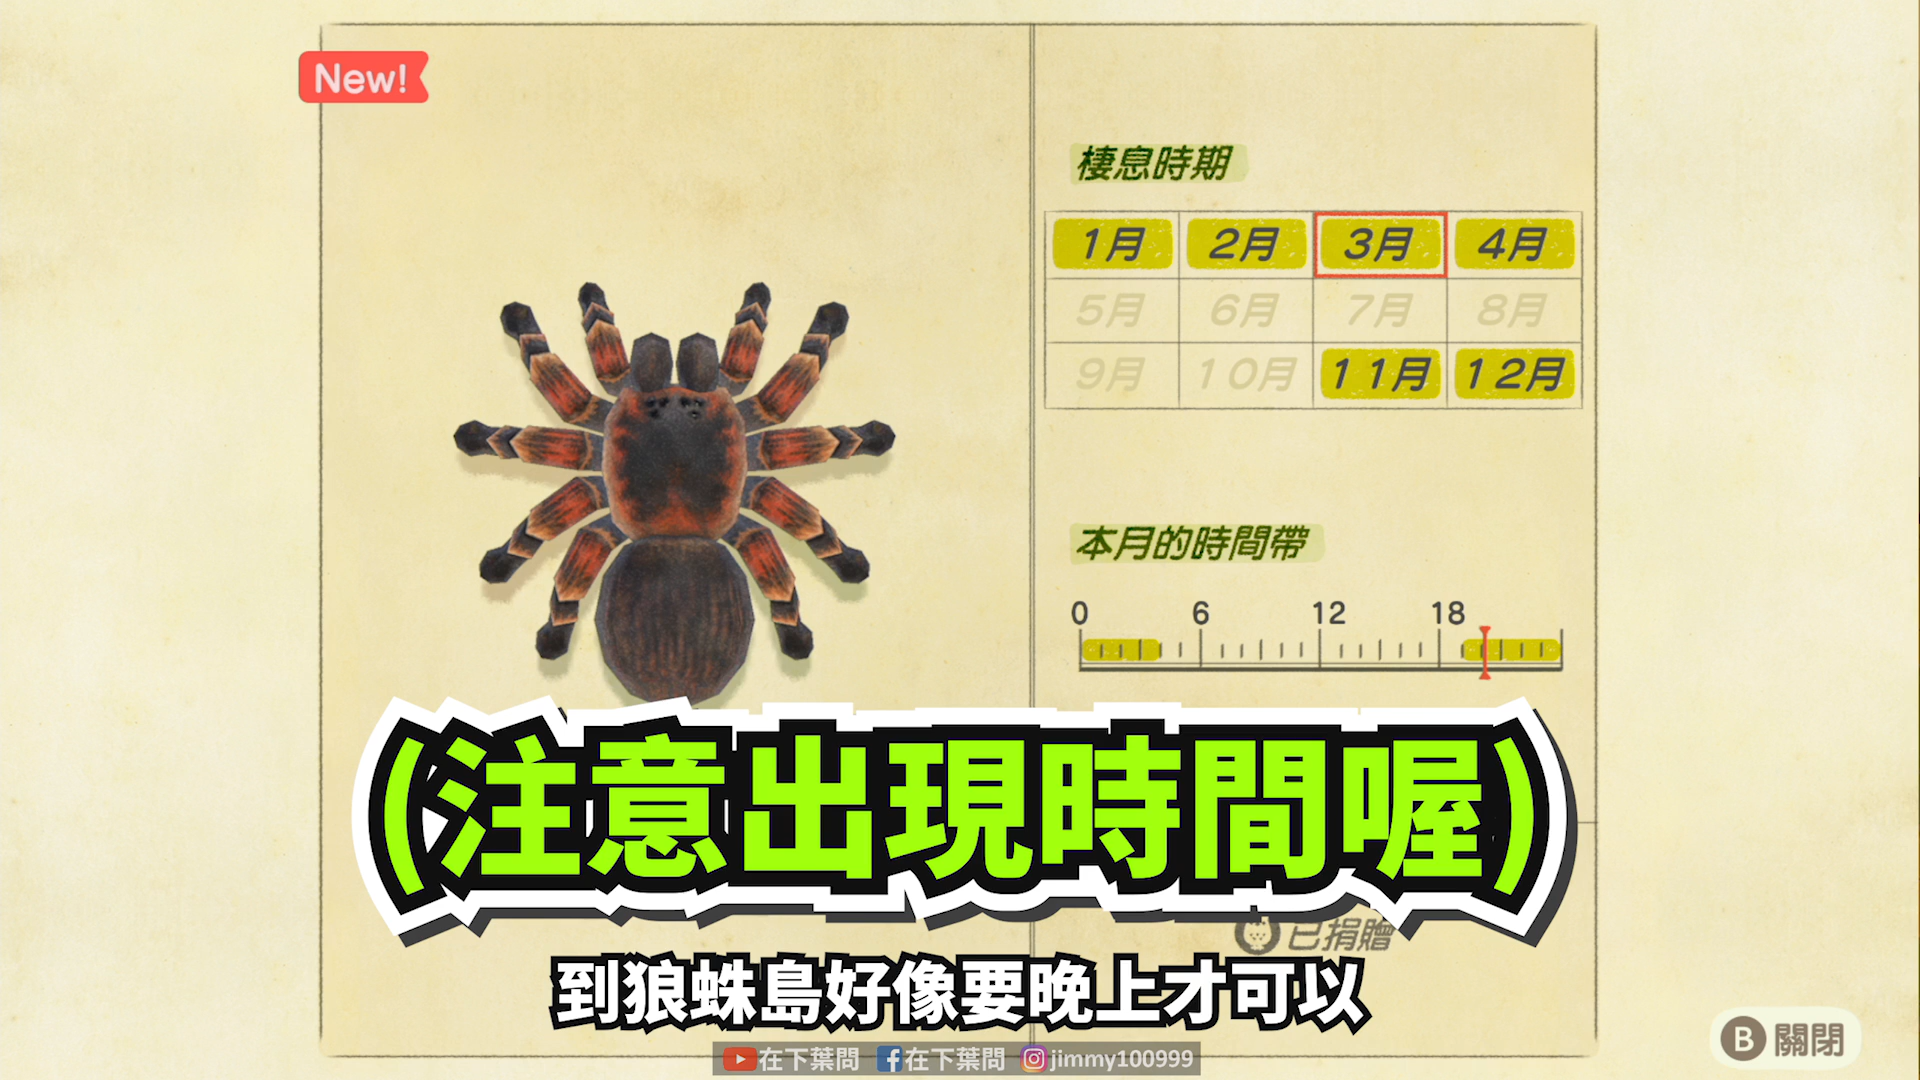 New!
棲息時期
1月 2月 3月 4月
5月 6月 7月 8月
9月 10月 11月 12月
本月的時間帶
0 6 12 18
(注意出現時間喔)
已捐贈
到狼蛛島好像要晚上才可以
在下葉問 在下葉問 jimmy100999
B 關閉